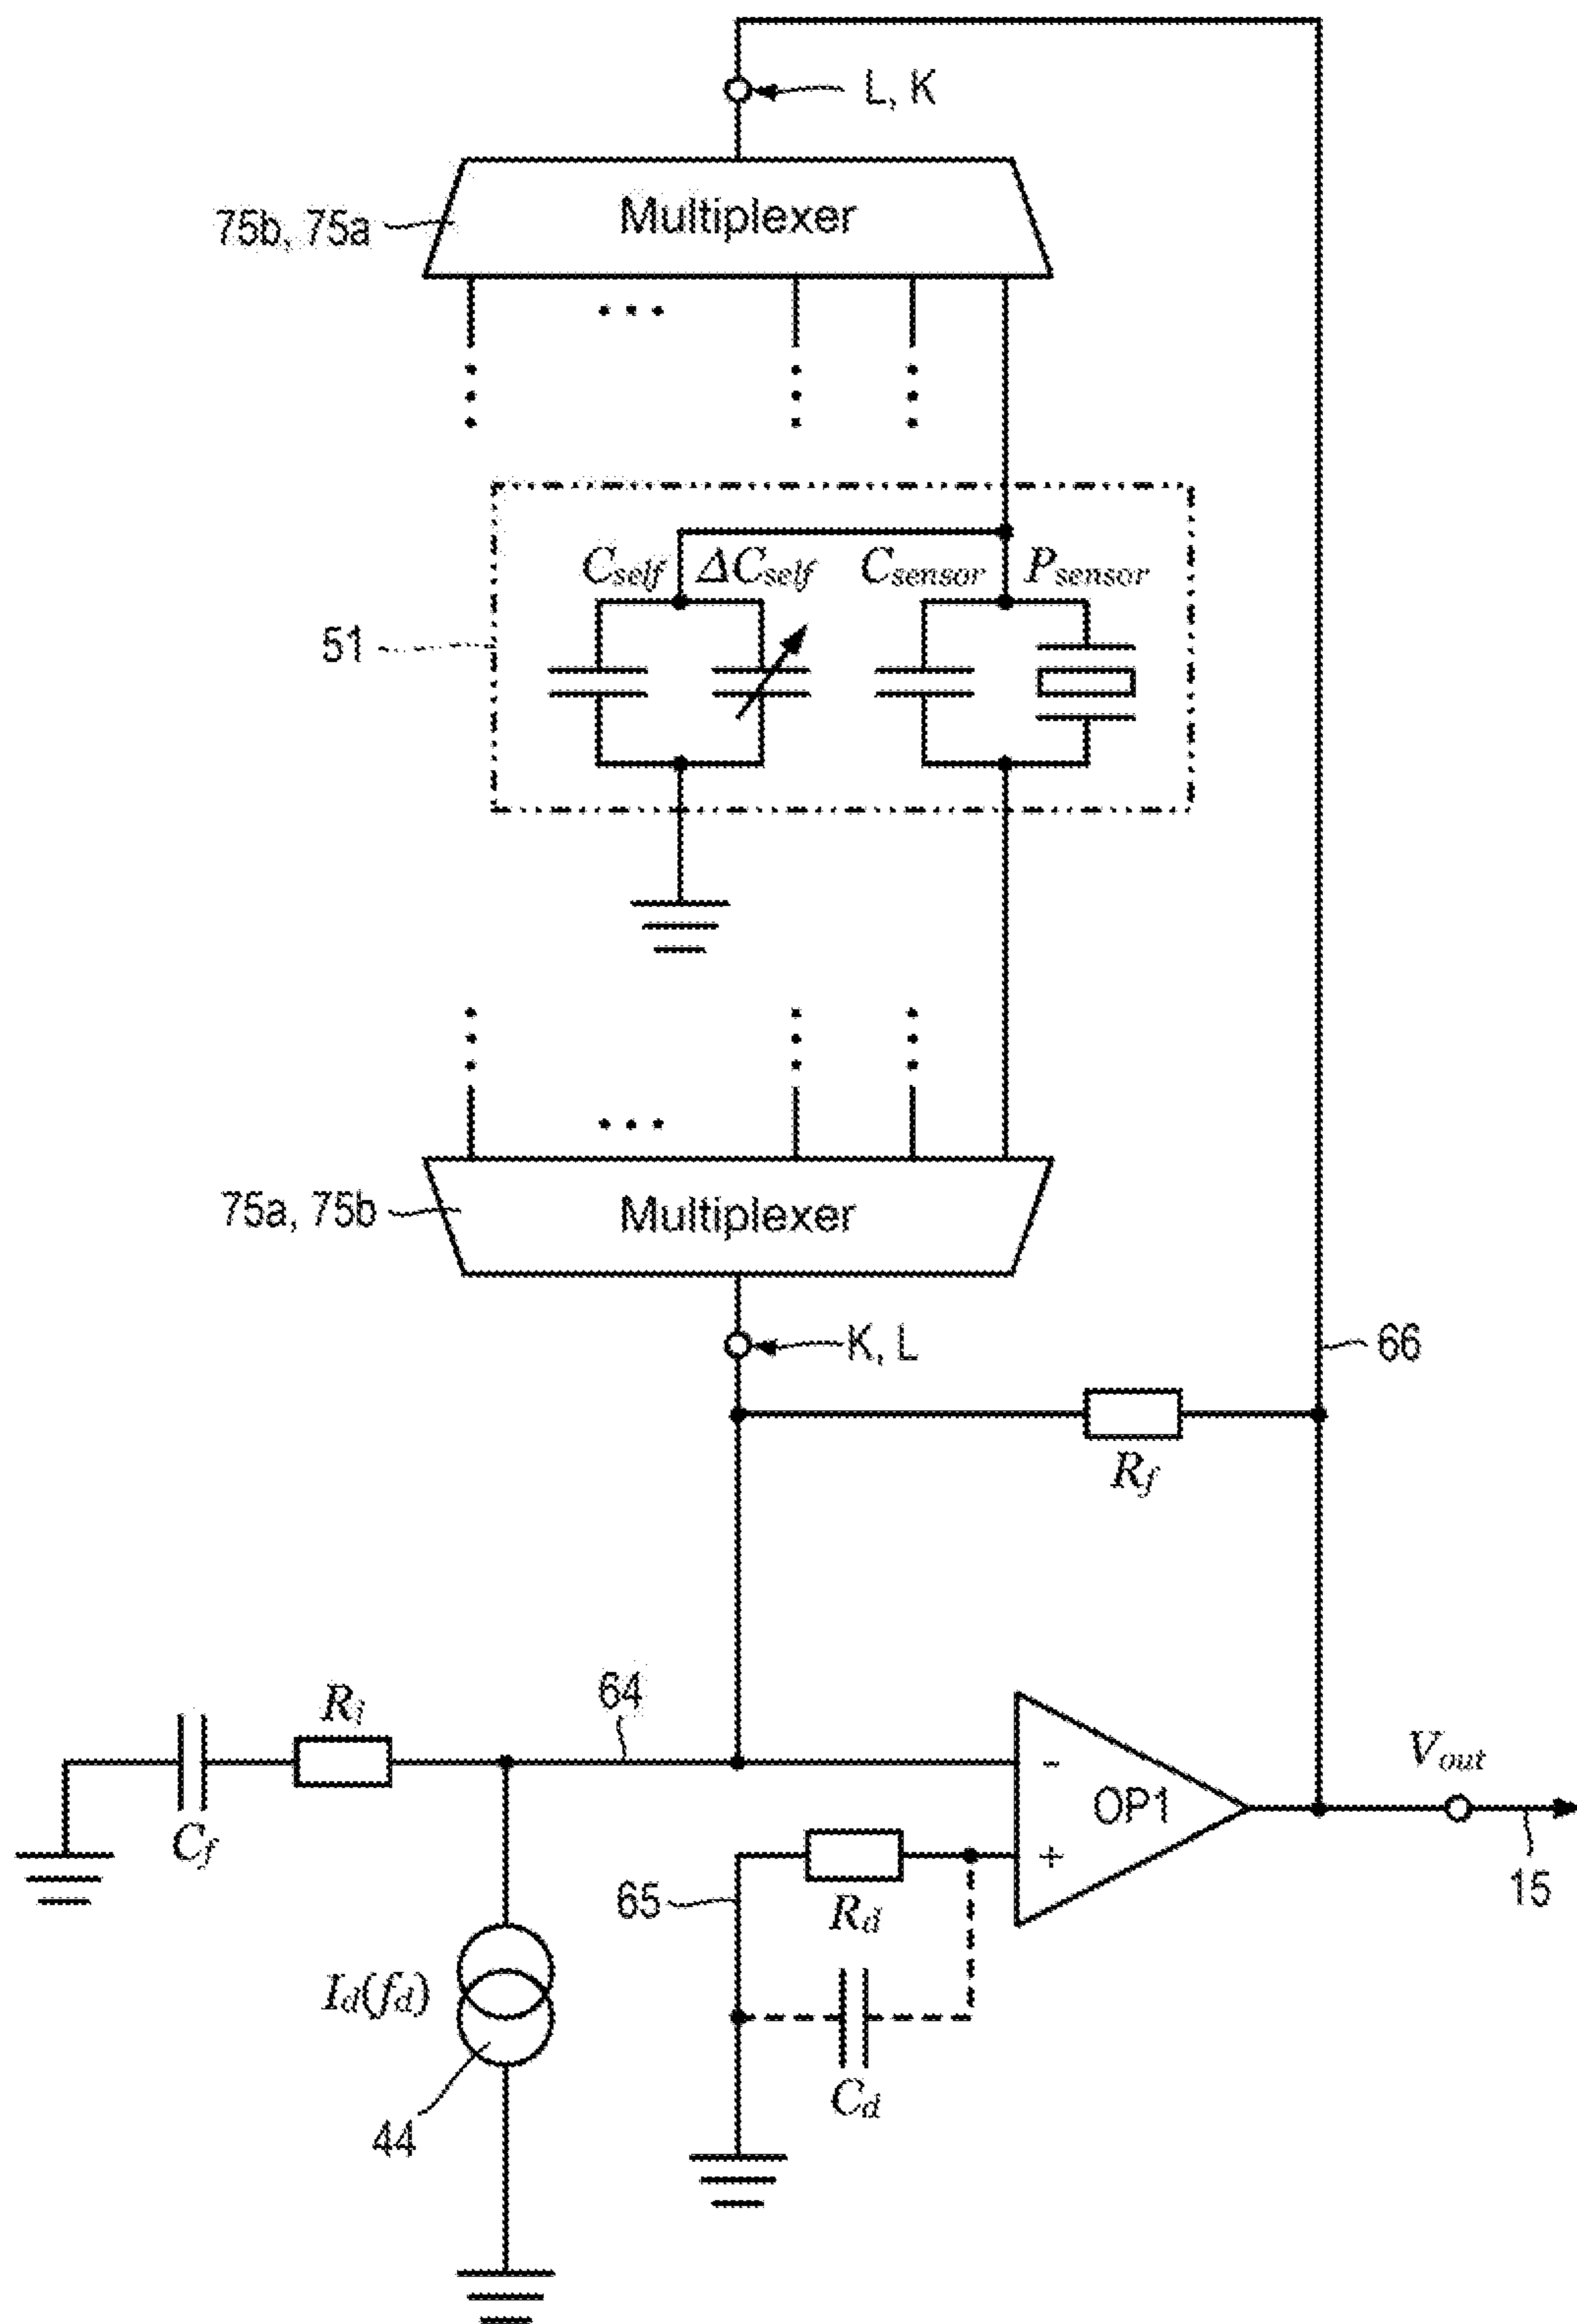 L, K
75b, 75a
Multiplexer
Cself ΔCself Csensor Psensor
51
75a, 75b
Multiplexer
K, L
66
Rf
64
Ri
Cf
Vout
-
OP1
+
65
Rd
15
Id(fd)
Cd
44